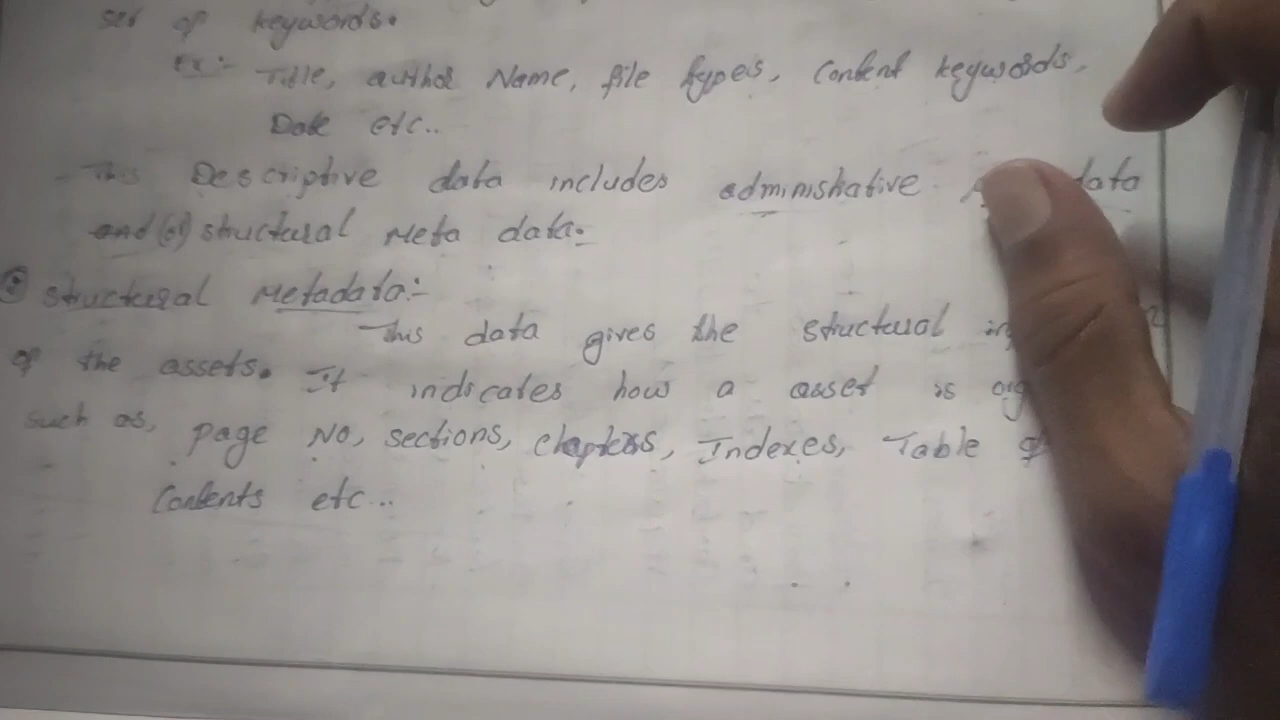 set of keywords.
Ex:- Title, author Name, file types, Content keywords,
Date etc..
This Descriptive data includes administrative data
and (or) structural Meta data.
Structural Metadata:-
This data gives the structural
of the assets. It indicates how a asset is
such as, page No, sections, chapters, Indexes, Table of
Contents etc...